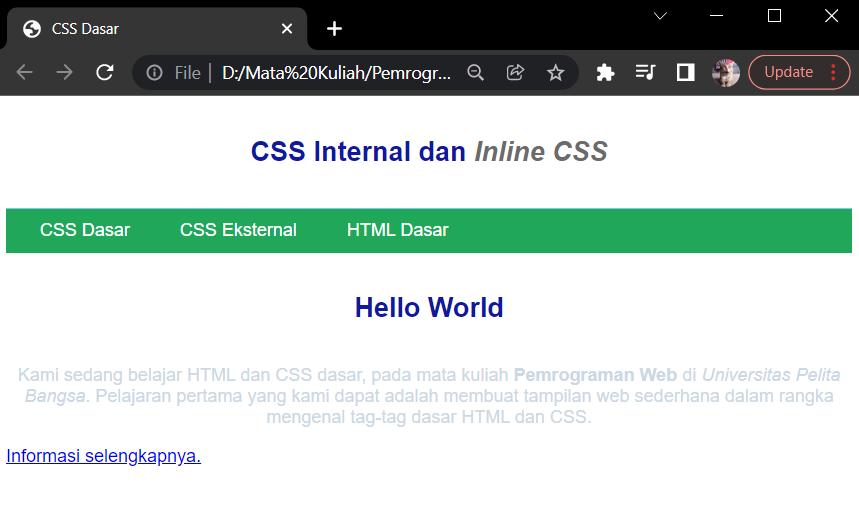 CSS Dasar
File | D:/Mata%20Kuliah/Pemrogr... Update
CSS Internal dan Inline CSS
CSS Dasar CSS Eksternal HTML Dasar
Hello World
Kami sedang belajar HTML dan CSS dasar, pada mata kuliah Pemrograman Web di Universitas Pelita
Bangsa. Pelajaran pertama yang kami dapat adalah membuat tampilan web sederhana dalam rangka
mengenal tag-tag dasar HTML dan CSS.
Informasi selengkapnya.